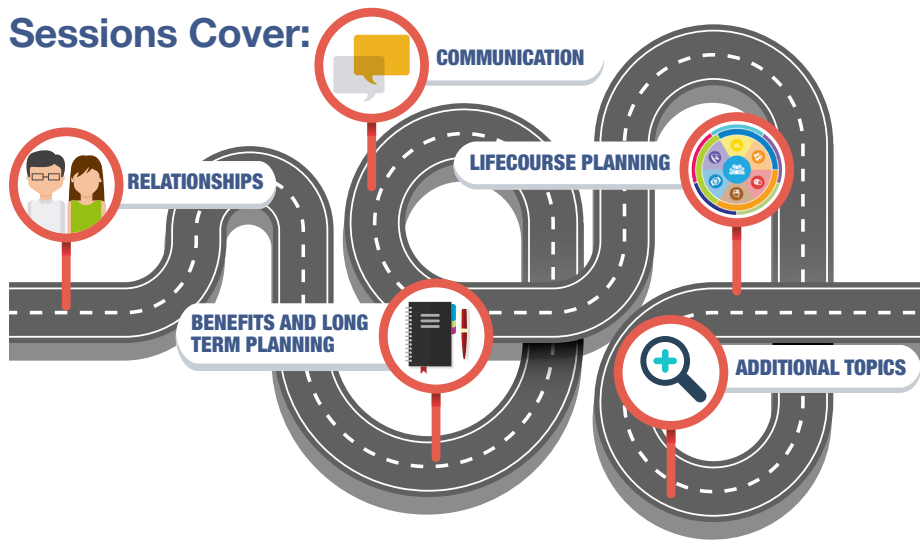 Sessions Cover:
COMMUNICATION
LIFECOURSE PLANNING
RELATIONSHIPS
BENEFITS AND LONG
TERM PLANNING
ADDITIONAL TOPICS